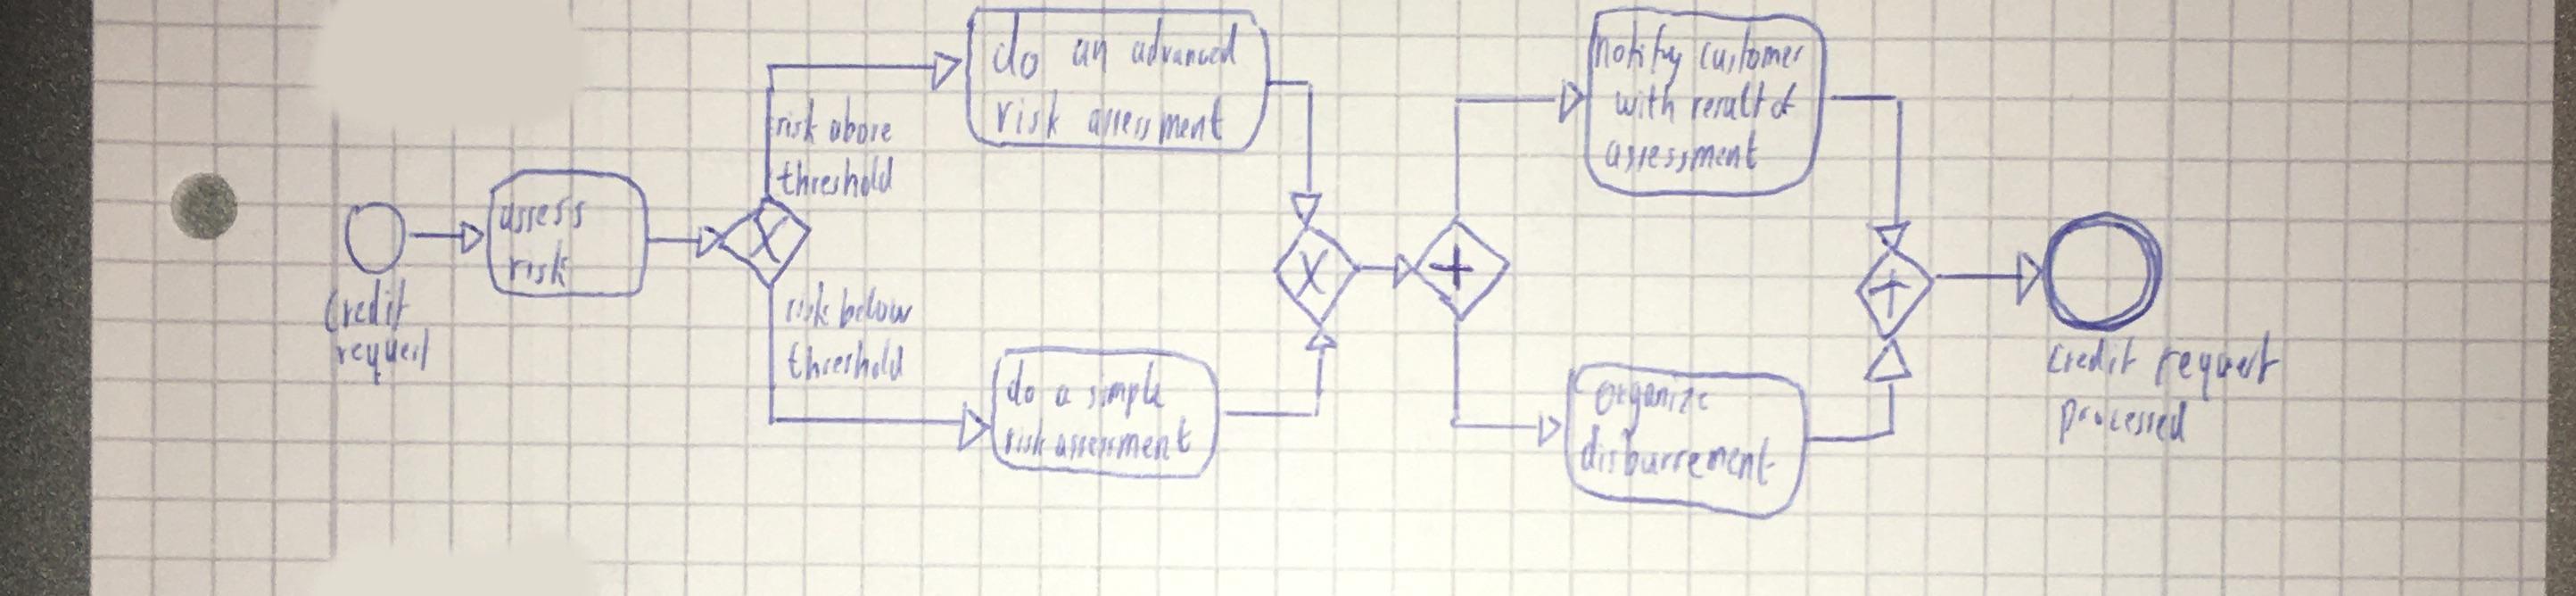 Credit
request
assess
risk
X
risk above
threshold
risk below
threshold
do an advanced
risk assessment
do a simple
risk assessment
X
+
notify customer
with result of
assessment
organize
disbursement
+
credit request
processed